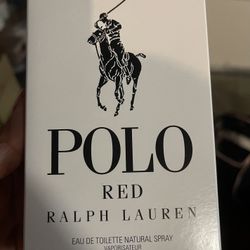 POLO
RED
RALPH LAUREN
EAU DE TOILETTE NATURAL SPRAY
VAPORISATEUR